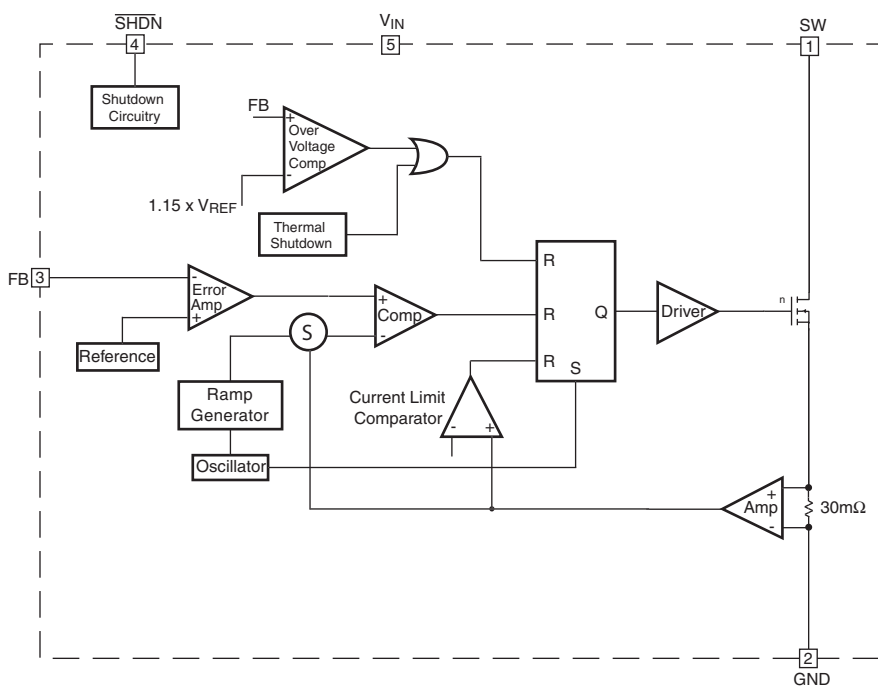 SHDN
4
VIN
5
SW
1
Shutdown
Circuitry
FB
+
Over
Voltage
Comp
-
1.15 x VREF
Thermal
Shutdown
FB 3
-
Error
Amp
+
Reference
+
Comp
-
S
Ramp
Generator
Oscillator
Current Limit
Comparator
-
+
R
R
R
S
Q
Driver
n
+
Amp
-
30mΩ
2
GND